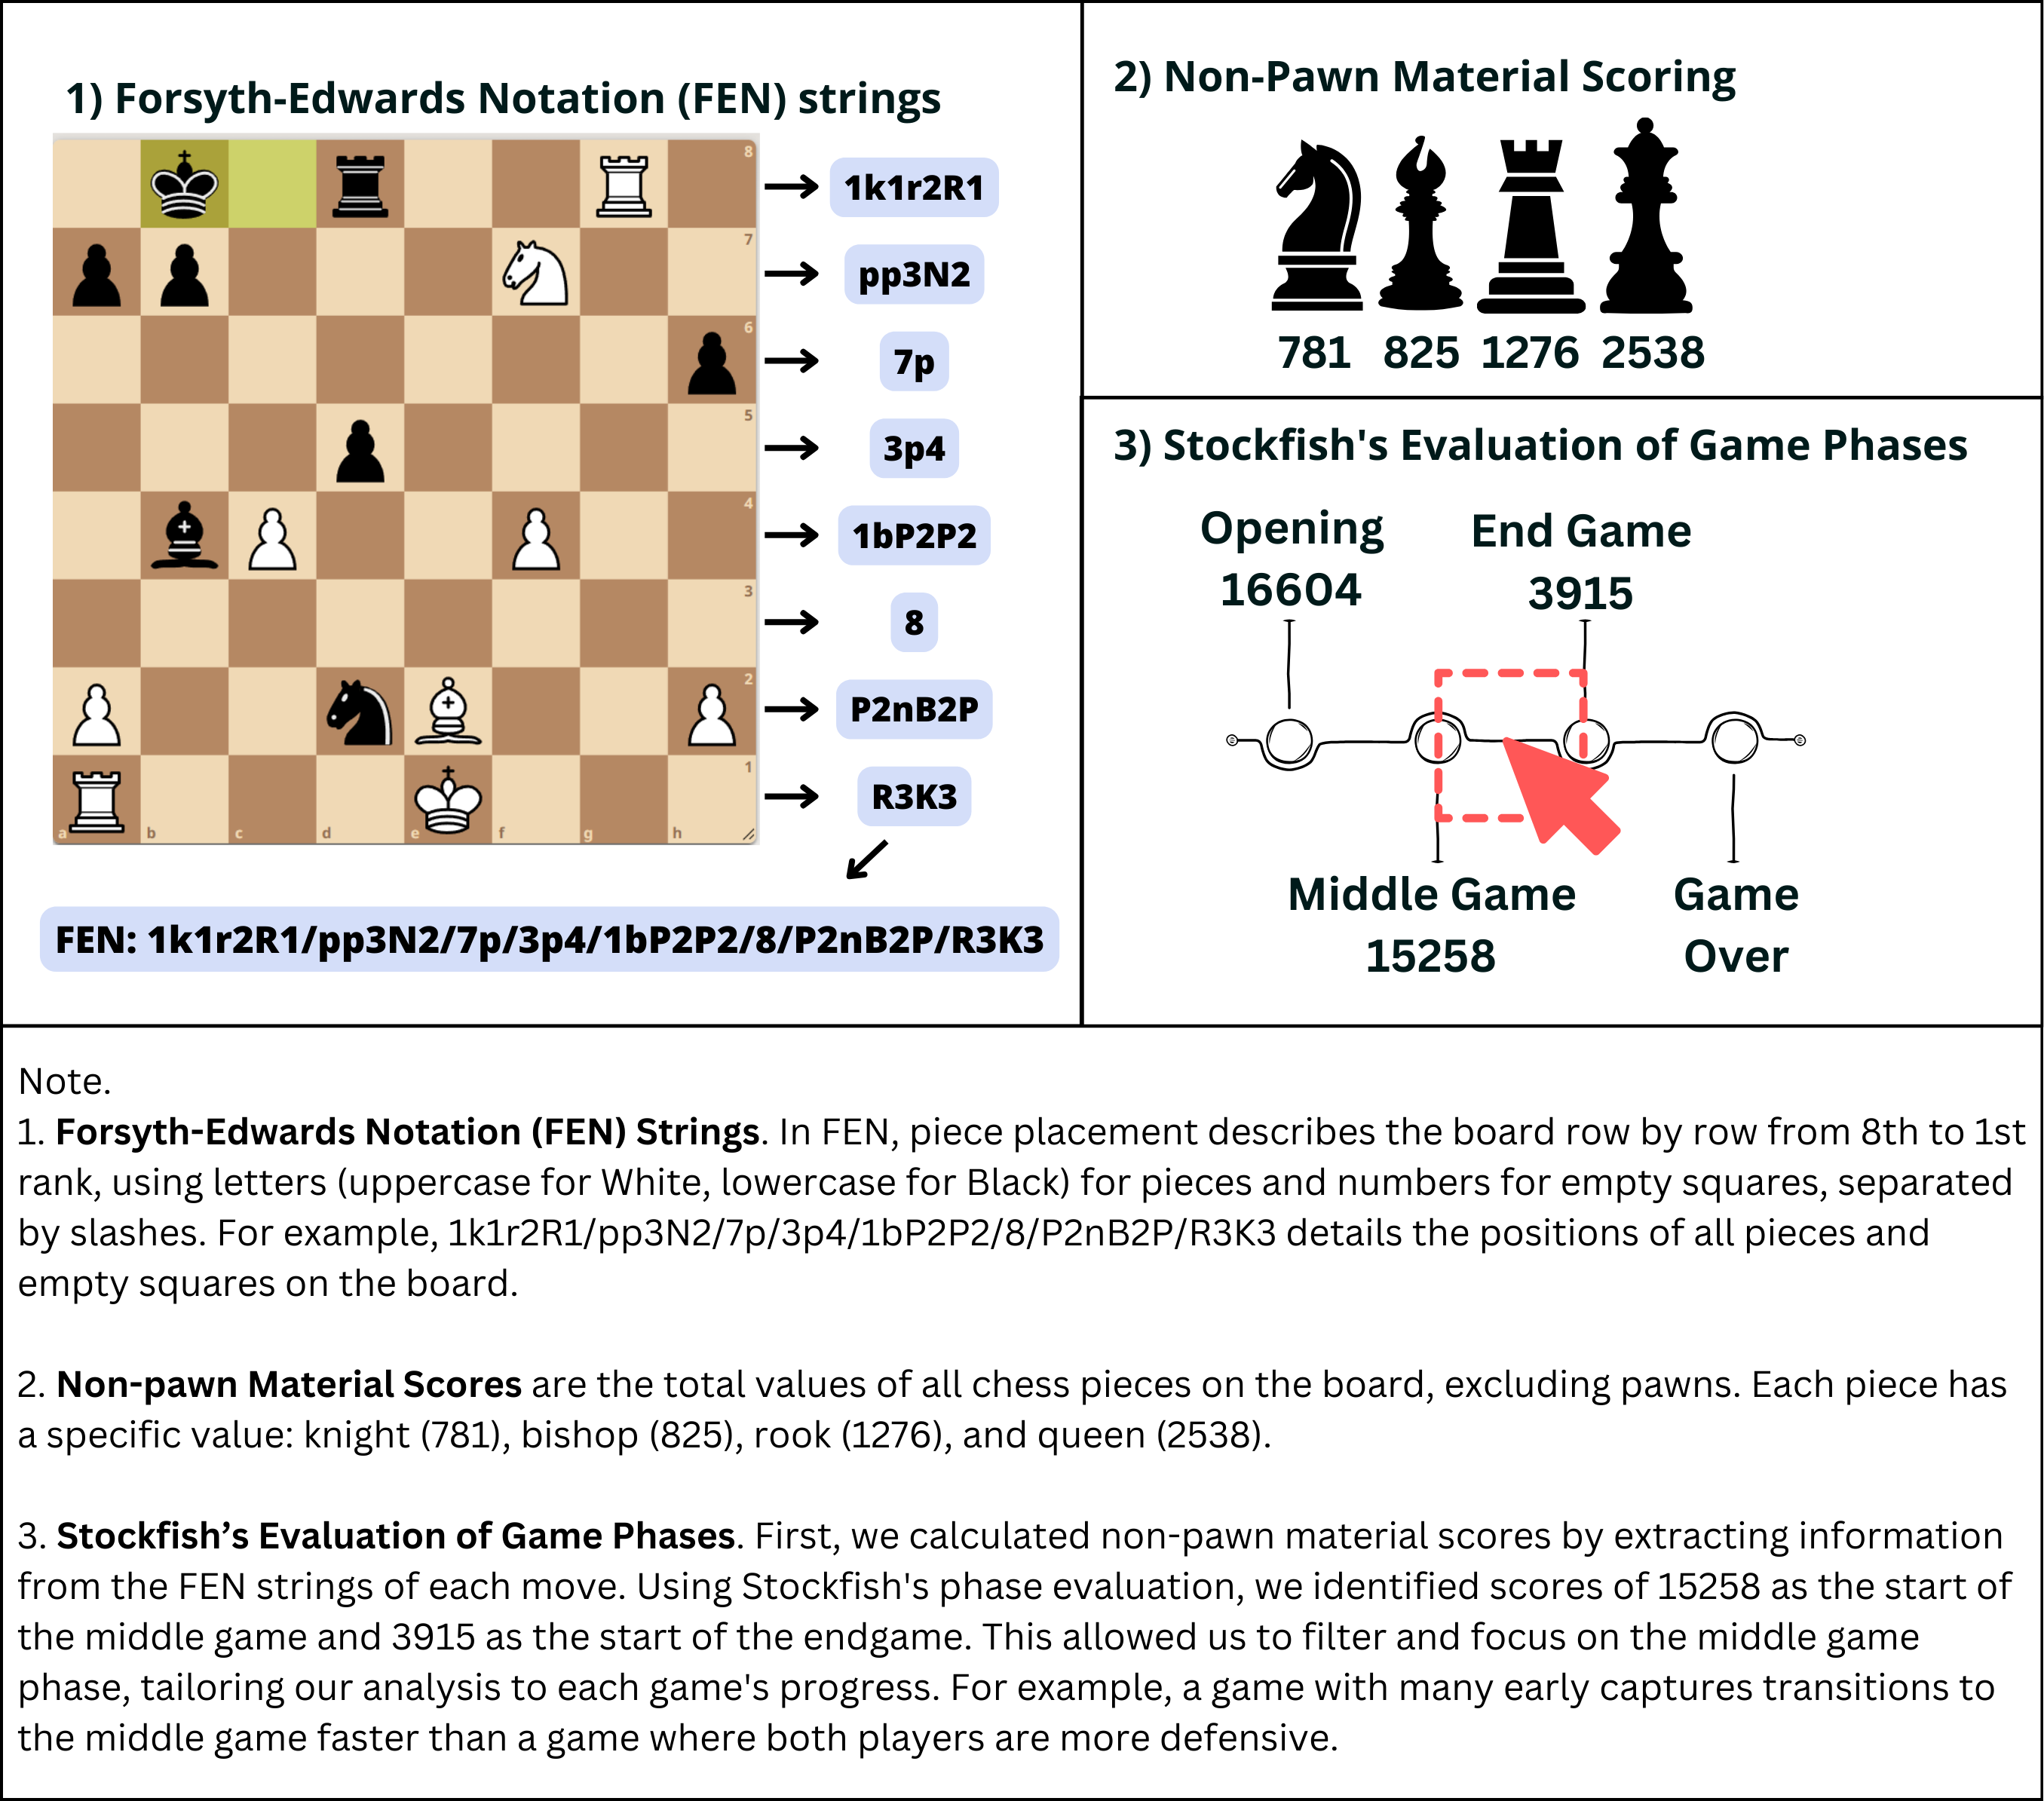 1) Forsyth-Edwards Notation (FEN) strings
8
7
6
5
4
3
2
1
a b c d e f g h
1k1r2R1
pp3N2
7p
3p4
1bP2P2
8
P2nB2P
R3K3
FEN: 1k1r2R1/pp3N2/7p/3p4/1bP2P2/8/P2nB2P/R3K3
2) Non-Pawn Material Scoring
781 825 1276 2538
3) Stockfish's Evaluation of Game Phases
Opening
16604
End Game
3915
Middle Game
15258
Game
Over
Note.
1. Forsyth-Edwards Notation (FEN) Strings. In FEN, piece placement describes the board row by row from 8th to 1st
rank, using letters (uppercase for White, lowercase for Black) for pieces and numbers for empty squares, separated
by slashes. For example, 1k1r2R1/pp3N2/7p/3p4/1bP2P2/8/P2nB2P/R3K3 details the positions of all pieces and
empty squares on the board.
2. Non-pawn Material Scores are the total values of all chess pieces on the board, excluding pawns. Each piece has
a specific value: knight (781), bishop (825), rook (1276), and queen (2538).
3. Stockfish’s Evaluation of Game Phases. First, we calculated non-pawn material scores by extracting information
from the FEN strings of each move. Using Stockfish's phase evaluation, we identified scores of 15258 as the start of
the middle game and 3915 as the start of the endgame. This allowed us to filter and focus on the middle game
phase, tailoring our analysis to each game's progress. For example, a game with many early captures transitions to
the middle game faster than a game where both players are more defensive.